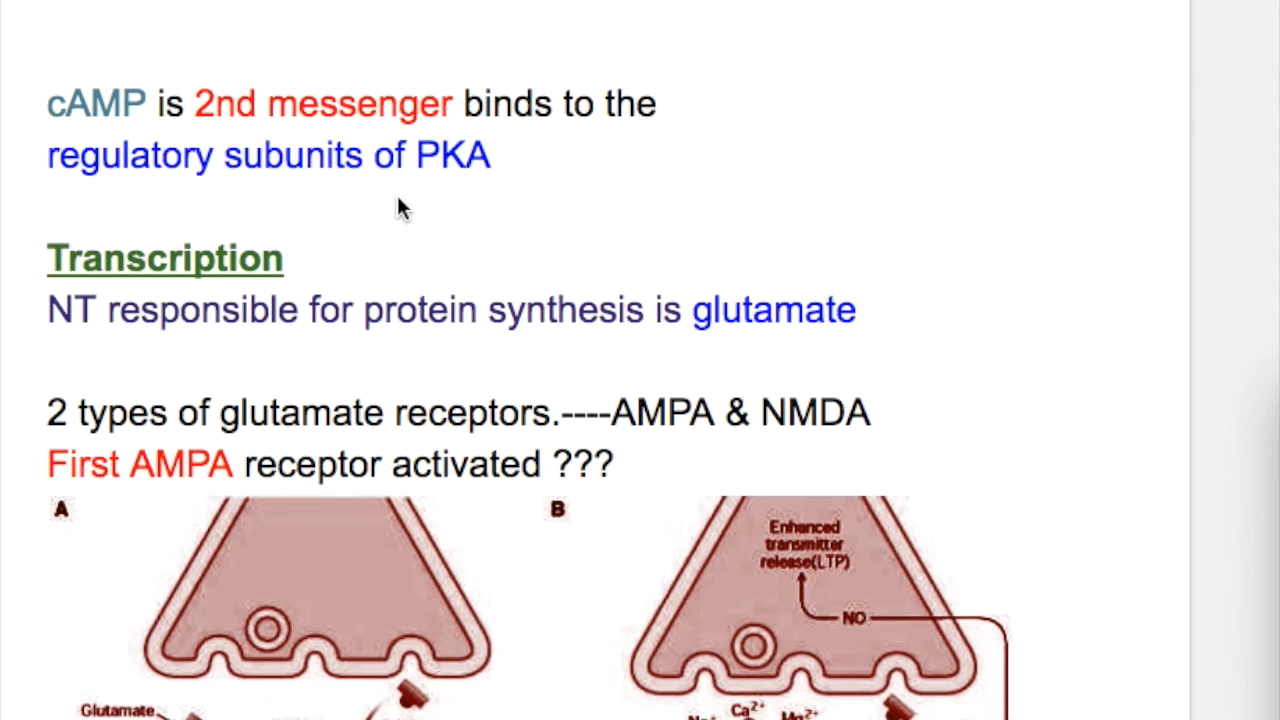 cAMP is 2nd messenger binds to the
regulatory subunits of PKA
Transcription
NT responsible for protein synthesis is glutamate
2 types of glutamate receptors.----AMPA & NMDA
First AMPA receptor activated ???
A
B
Enhanced
transmitter
release(LTP)
NO
Glutamate
Ca2+
Mg2+